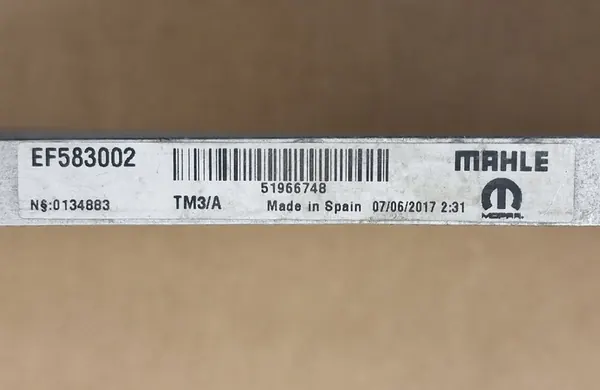 EF583002
51966748
MAHLE
N§:0134883
TM3/A
Made in Spain 07/06/2017 2:31
MOPAR